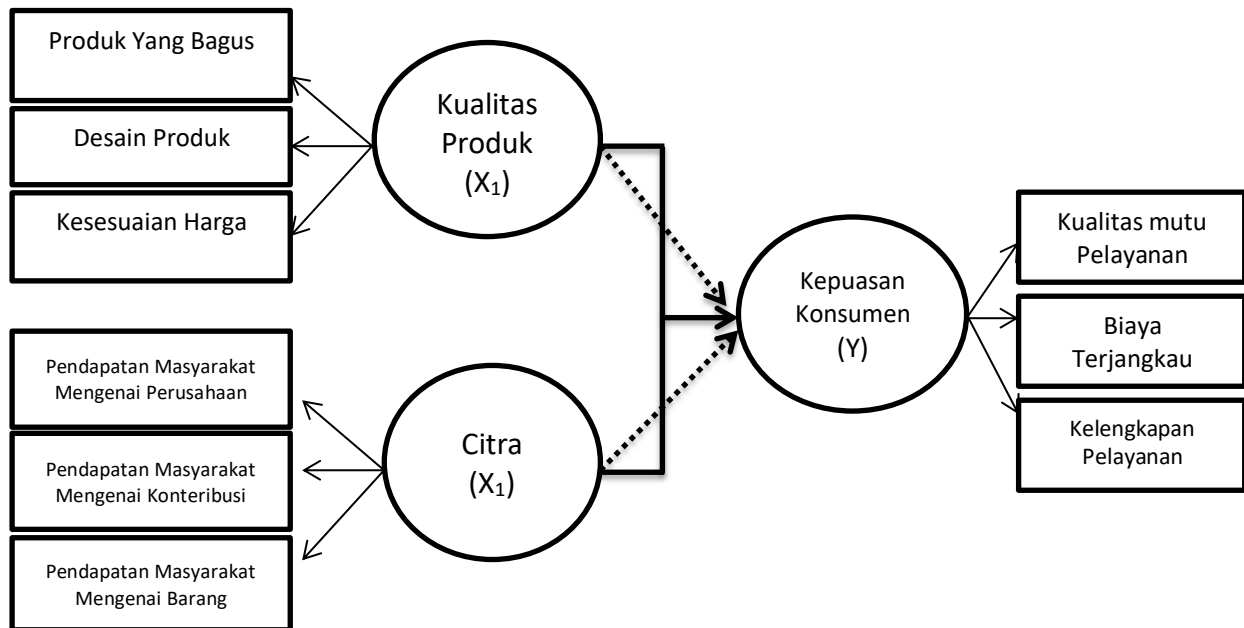 Produk Yang Bagus
Desain Produk
Kesesuaian Harga
Kualitas
Produk
(X₁)
Pendapatan Masyarakat
Mengenai Perusahaan
Pendapatan Masyarakat
Mengenai Konteribusi
Pendapatan Masyarakat
Mengenai Barang
Citra
(X₁)
Kepuasan
Konsumen
(Y)
Kualitas mutu
Pelayanan
Biaya
Terjangkau
Kelengkapan
Pelayanan